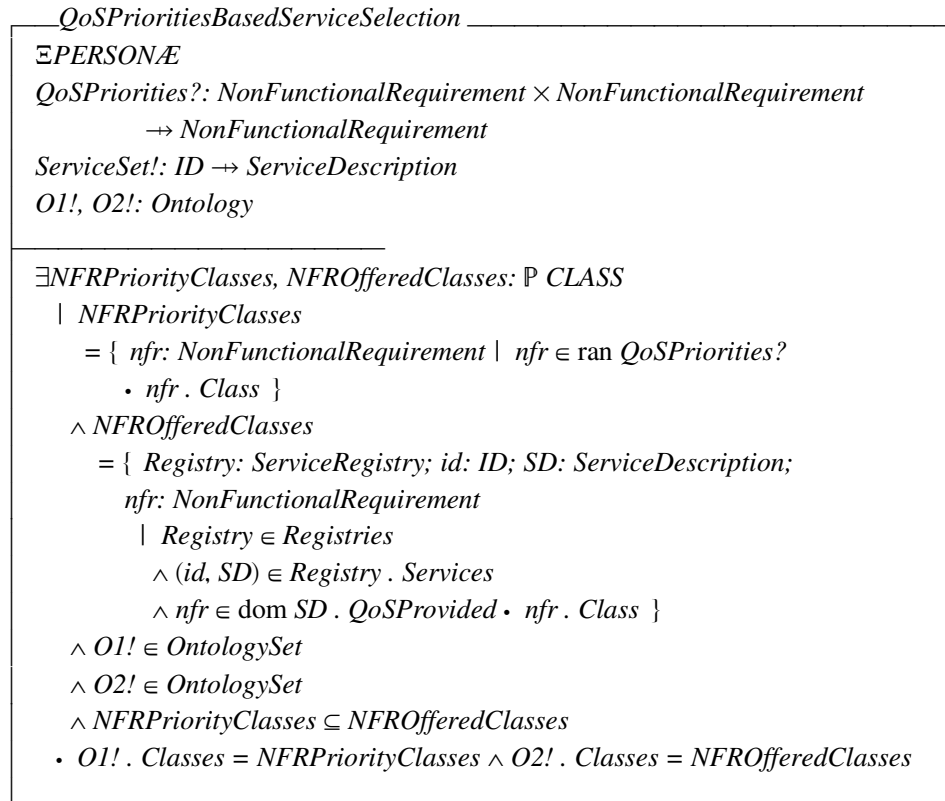 QoSPrioritiesBasedServiceSelection
ΞPERSONÆ
QoSPriorities?: NonFunctionalRequirement × NonFunctionalRequirement
⇸ NonFunctionalRequirement
ServiceSet!: ID ⇸ ServiceDescription
O1!, O2!: Ontology
∃NFRPriorityClasses, NFROfferedClasses: ℙ CLASS
| NFRPriorityClasses
= { nfr: NonFunctionalRequirement | nfr ∈ ran QoSPriorities?
• nfr . Class }
∧ NFROfferedClasses
= { Registry: ServiceRegistry; id: ID; SD: ServiceDescription;
nfr: NonFunctionalRequirement
| Registry ∈ Registries
∧ (id, SD) ∈ Registry . Services
∧ nfr ∈ dom SD . QoSProvided • nfr . Class }
∧ O1! ∈ OntologySet
∧ O2! ∈ OntologySet
∧ NFRPriorityClasses ⊆ NFROfferedClasses
• O1! . Classes = NFRPriorityClasses ∧ O2! . Classes = NFROfferedClasses